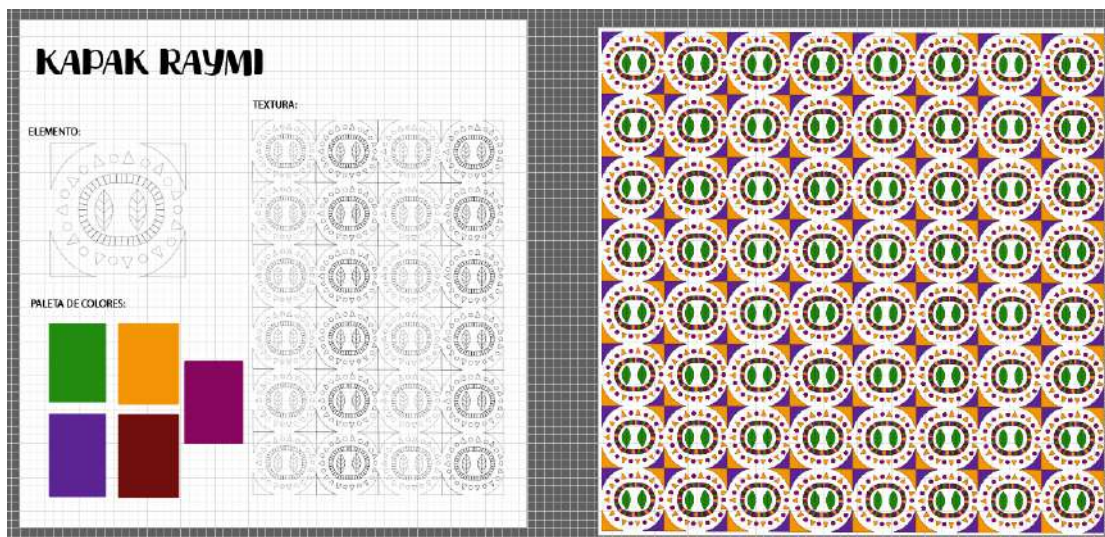 KAPAK RAYMI
TEXTURA:
ELEMENTO:
PALETA DE COLORES: